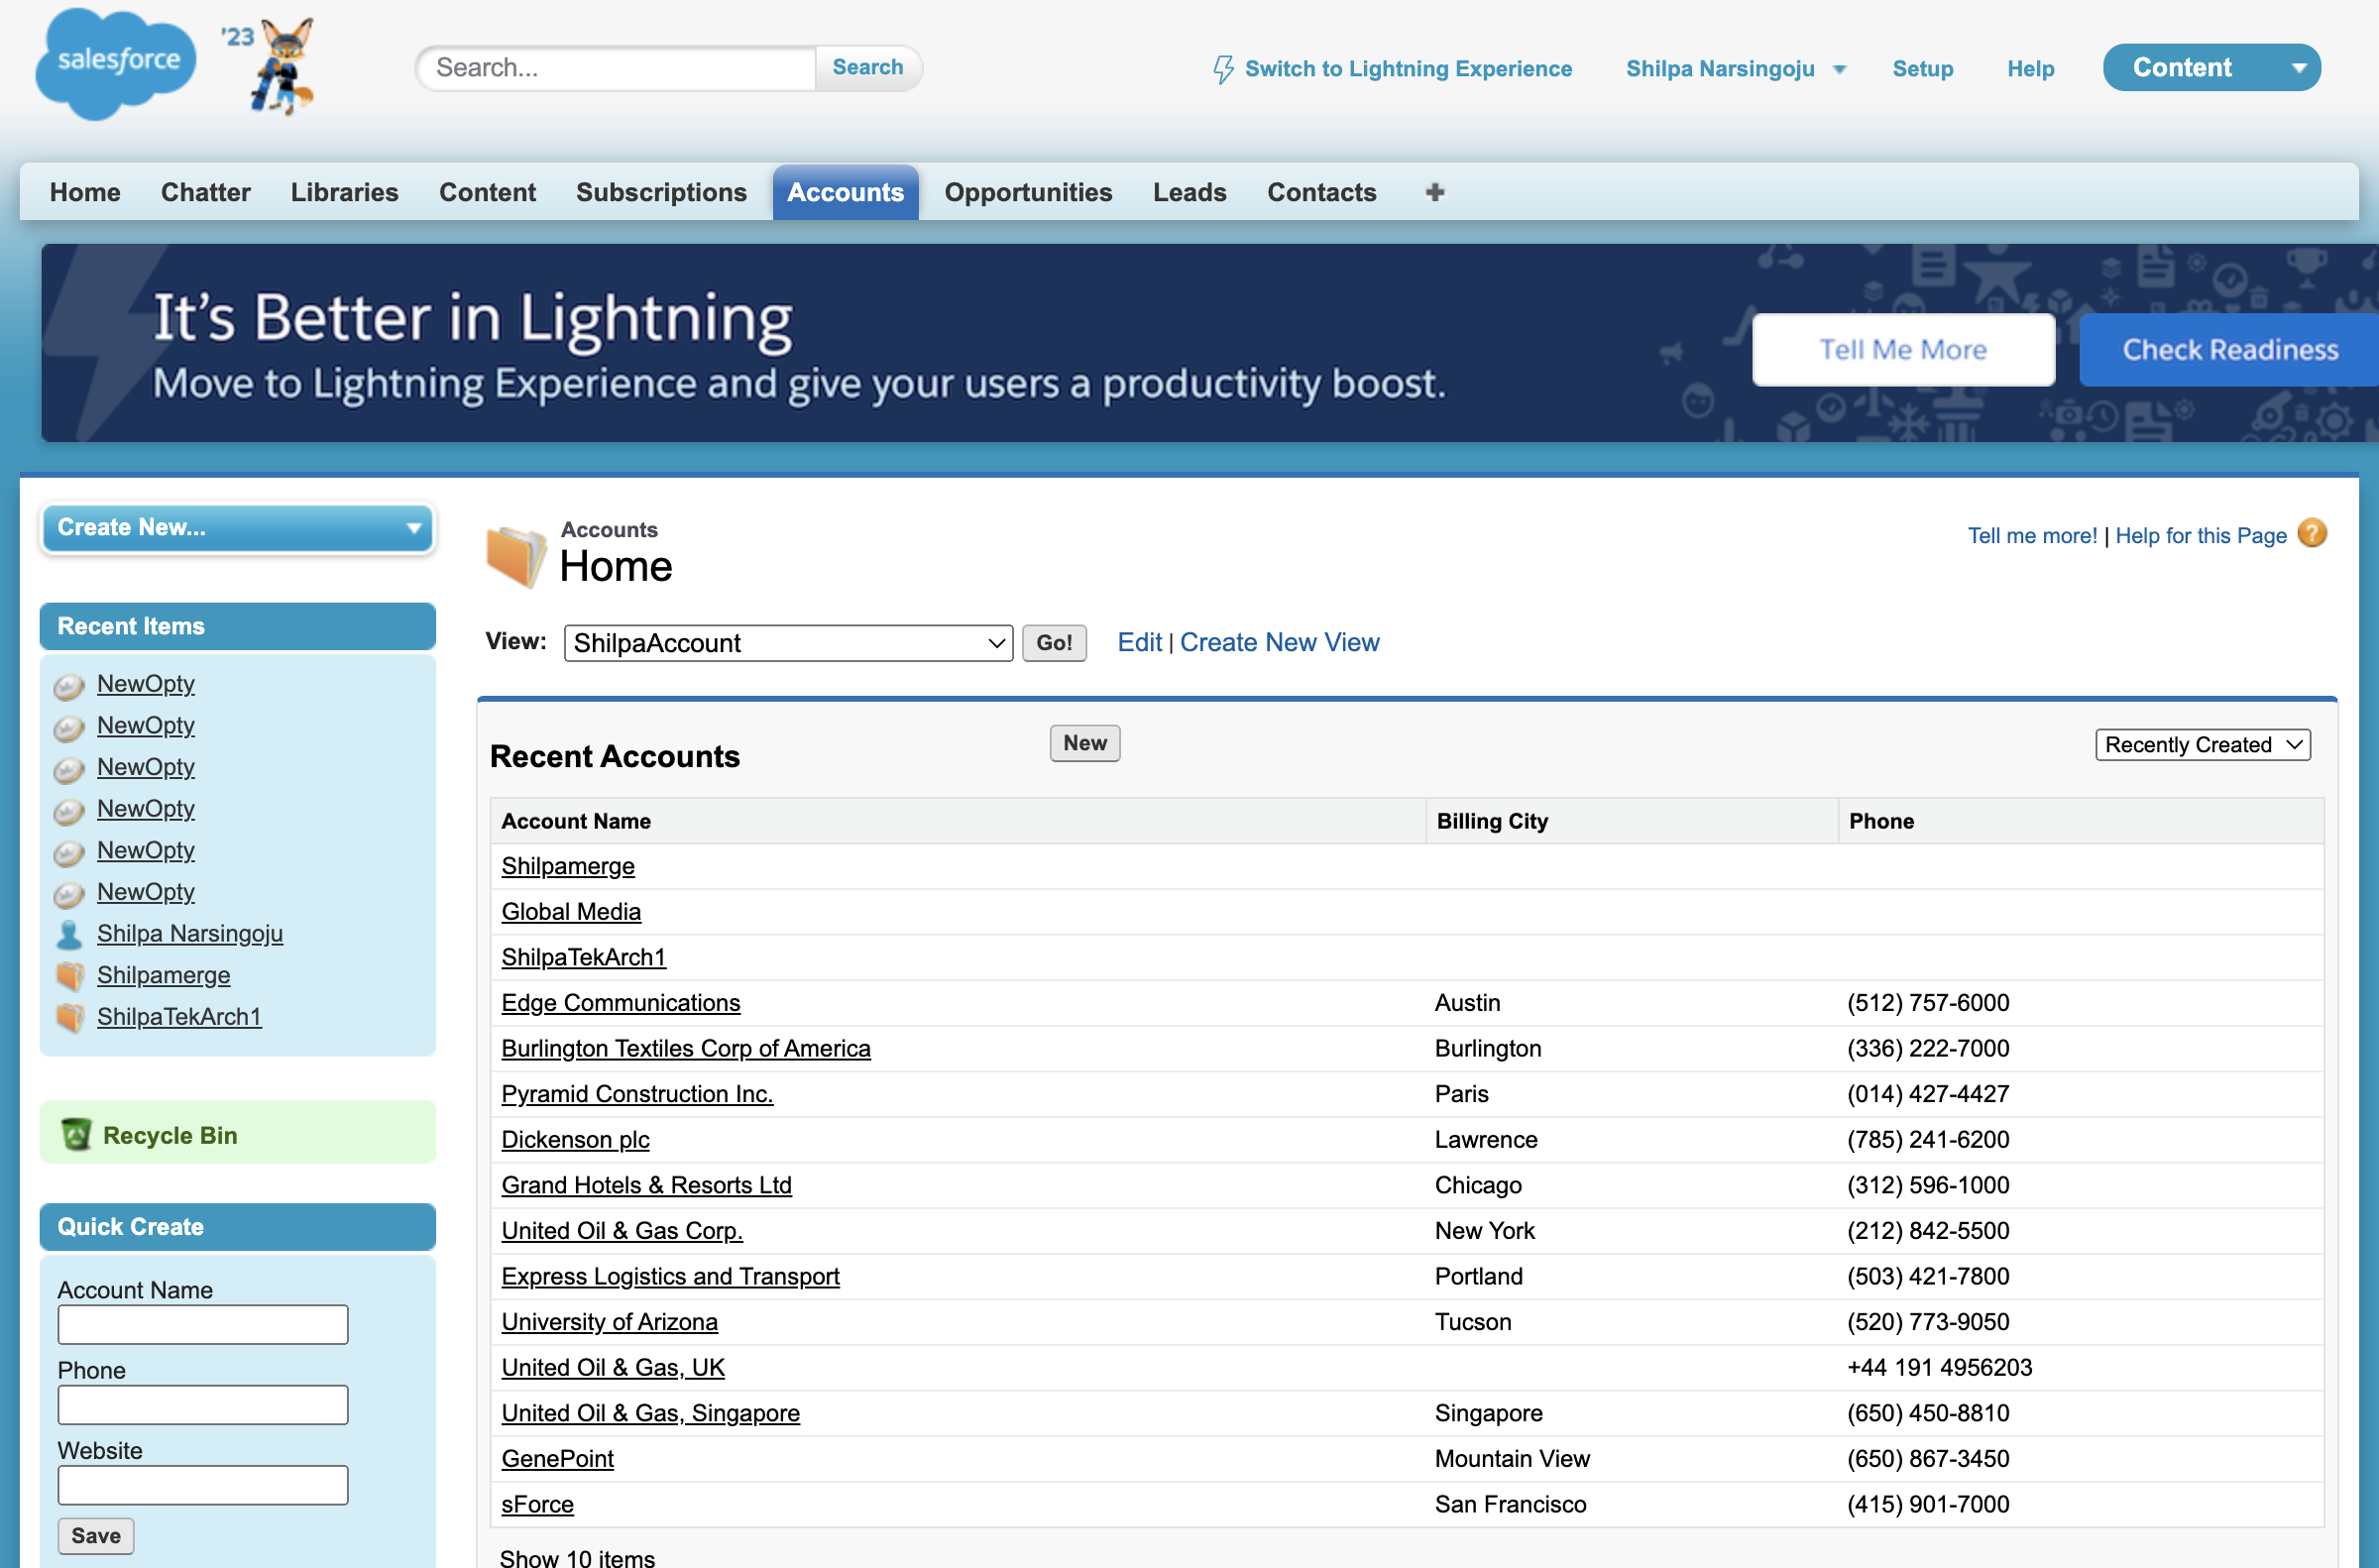 salesforce '23 Search... Search Switch to Lightning Experience Shilpa Narsingoju Setup Help Content
Home Chatter Libraries Content Subscriptions Accounts Opportunities Leads Contacts +
It's Better in Lightning
Move to Lightning Experience and give your users a productivity boost.
Tell Me More Check Readiness
Create New...
Recent Items
NewOpty
NewOpty
NewOpty
NewOpty
NewOpty
NewOpty
Shilpa Narsingoju
Shilpamerge
ShilpaTekArch1
Recycle Bin
Quick Create
Account Name
Phone
Website
Save
Accounts
Home
Tell me more! | Help for this Page ?
View: ShilpaAccount Go! Edit | Create New View
Recent Accounts New Recently Created
Account Name Billing City Phone
Shilpamerge
Global Media
ShilpaTekArch1
Edge Communications Austin (512) 757-6000
Burlington Textiles Corp of America Burlington (336) 222-7000
Pyramid Construction Inc. Paris (014) 427-4427
Dickenson plc Lawrence (785) 241-6200
Grand Hotels & Resorts Ltd Chicago (312) 596-1000
United Oil & Gas Corp. New York (212) 842-5500
Express Logistics and Transport Portland (503) 421-7800
University of Arizona Tucson (520) 773-9050
United Oil & Gas, UK +44 191 4956203
United Oil & Gas, Singapore Singapore (650) 450-8810
GenePoint Mountain View (650) 867-3450
sForce San Francisco (415) 901-7000
Show 10 items